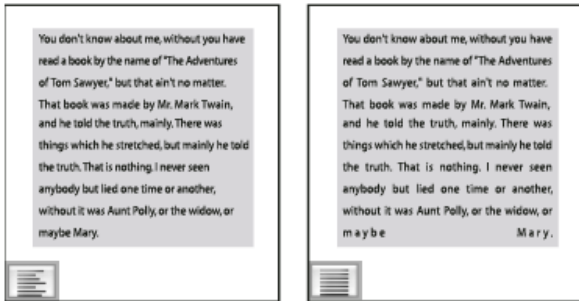 You don't know about me, without you have
read a book by the name of "The Adventures
of Tom Sawyer," but that ain't no matter.
That book was made by Mr. Mark Twain,
and he told the truth, mainly. There was
things which he stretched, but mainly he told
the truth. That is nothing. I never seen
anybody but lied one time or another,
without it was Aunt Polly, or the widow, or
maybe Mary.
You don't know about me, without you have
read a book by the name of "The Adventures
of Tom Sawyer," but that ain't no matter.
That book was made by Mr. Mark Twain,
and he told the truth, mainly. There was
things which he stretched, but mainly he told
the truth. That is nothing. I never seen
anybody but lied one time or another,
without it was Aunt Polly, or the widow, or
maybe Mary.